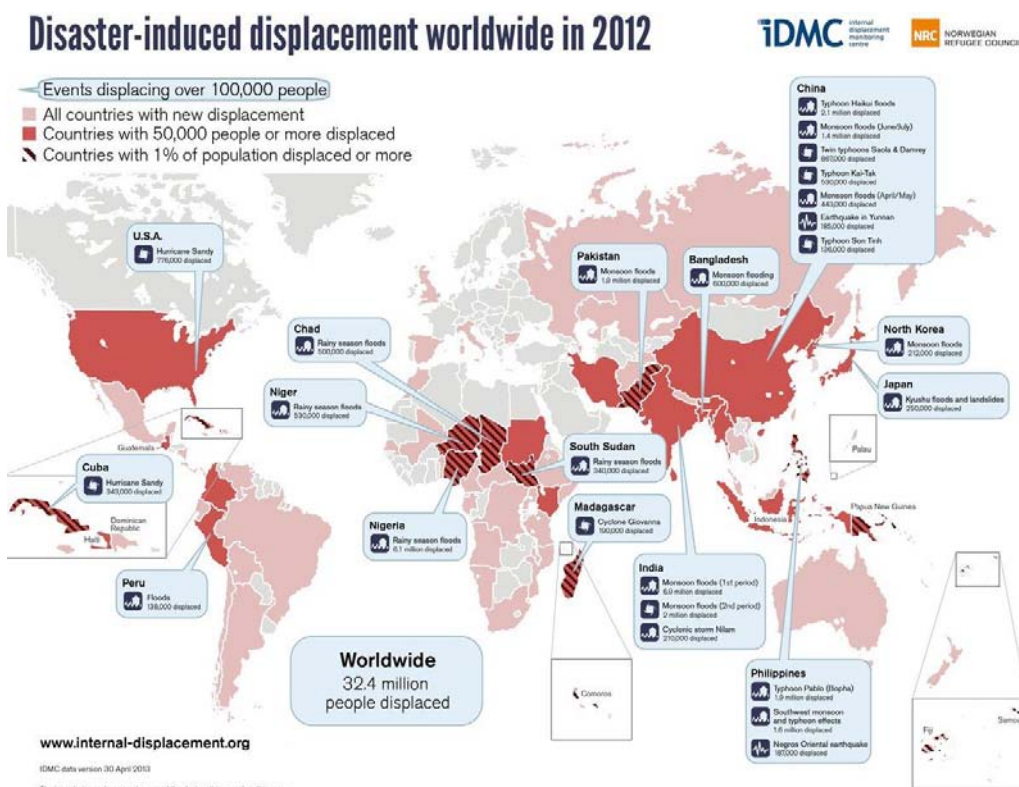 Disaster-induced displacement worldwide in 2012
iDMC
internal
displacement
monitoring
centre
NRC
NORWEGIAN
REFUGEE COUNCIL
Events displacing over 100,000 people
All countries with new displacement
Countries with 50,000 people or more displaced
Countries with 1% of population displaced or more
China
Typhoon Haikui floods
2.1 million displaced
Monsoon floods (June/July)
1.4 million displaced
Twin typhoons Saola & Damrey
867,000 displaced
Typhoon Kai-Tak
530,000 displaced
Monsoon floods (April/May)
443,000 displaced
Earthquake in Yunnan
185,000 displaced
Typhoon Son Tinh
126,000 displaced
U.S.A.
Hurricane Sandy
776,000 displaced
Pakistan
Monsoon floods
1.9 million displaced
Bangladesh
Monsoon flooding
600,000 displaced
Chad
Rainy season floods
500,000 displaced
North Korea
Monsoon floods
212,000 displaced
Niger
Rainy season floods
530,000 displaced
Japan
Kyushu floods and landslides
250,000 displaced
Guatemala
South Sudan
Rainy season floods
340,000 displaced
Palau
Cuba
Hurricane Sandy
343,000 displaced
Dominican
Republic
Haiti
Nigeria
Rainy season floods
6.1 million displaced
Madagascar
Cyclone Giovanna
190,000 displaced
Indonesia
Papua New Guinea
Peru
Floods
138,000 displaced
India
Monsoon floods (1st period)
6.9 million displaced
Monsoon floods (2nd period)
2 million displaced
Cyclonic storm Nilam
210,000 displaced
Worldwide
32.4 million
people displaced
Comoros
Philippines
Typhoon Pablo (Bopha)
1.9 million displaced
Southwest monsoon
and typhoon effects
1.6 million displaced
Negros Oriental earthquake
187,000 displaced
Fiji
www.internal-displacement.org
IDMC data version 30 April 2013